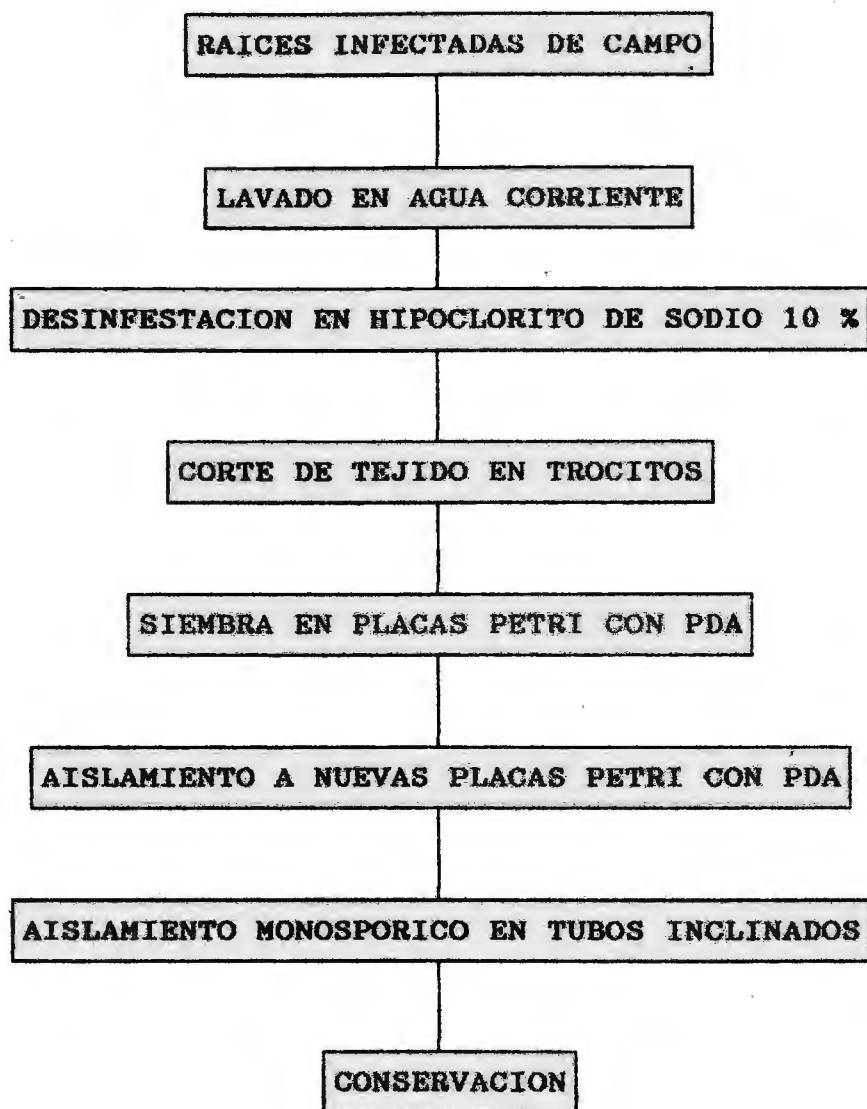 RAICES INFECTADAS DE CAMPO
LAVADO EN AGUA CORRIENTE
DESINFESTACION EN HIPOCLORITO DE SODIO 10 %
CORTE DE TEJIDO EN TROCITOS
SIEMBRA EN PLACAS PETRI CON PDA
AISLAMIENTO A NUEVAS PLACAS PETRI CON PDA
AISLAMIENTO MONOSPORICO EN TUBOS INCLINADOS
CONSERVACION